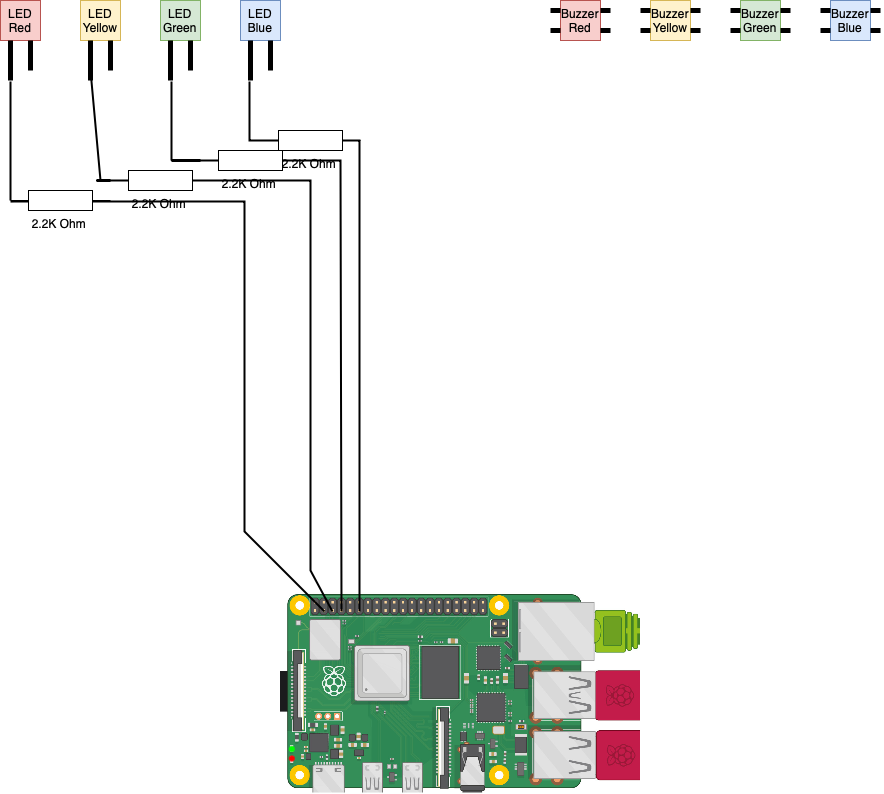 LED
Red
LED
Yellow
LED
Green
LED
Blue
Buzzer
Red
Buzzer
Yellow
Buzzer
Green
Buzzer
Blue
2.2K Ohm
2.2K Ohm
2.2K Ohm
2.2K Ohm